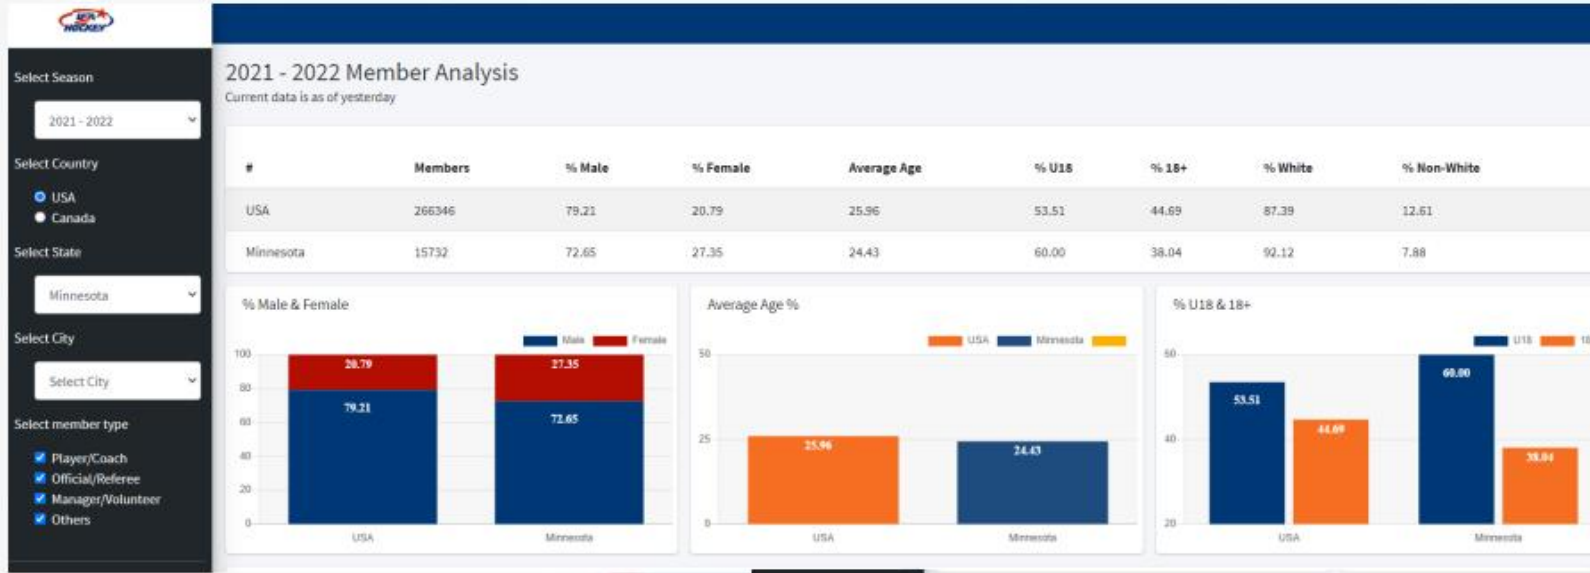 USA
HOCKEY
Select Season
2021 - 2022
Select Country
USA
Canada
Select State
Minnesota
Select City
Select City
Select member type
Player/Coach
Official/Referee
Manager/Volunteer
Others
2021 - 2022 Member Analysis
Current data is as of yesterday
# Members % Male % Female Average Age % U18 % 18+ % White % Non-White
USA 266346 79.21 20.79 25.96 53.51 44.69 87.39 12.61
Minnesota 15732 72.65 27.35 24.43 60.00 38.04 92.12 7.88
% Male & Female
Male Female
100
80
60
40
20
0
20.79 27.35
79.21 72.65
USA Minnesota
Average Age %
USA Minnesota
50
25
0
25.96 24.43
USA Minnesota
% U18 & 18+
U18 18
60
40
20
53.51 44.69 60.00 38.04
USA Minnesota